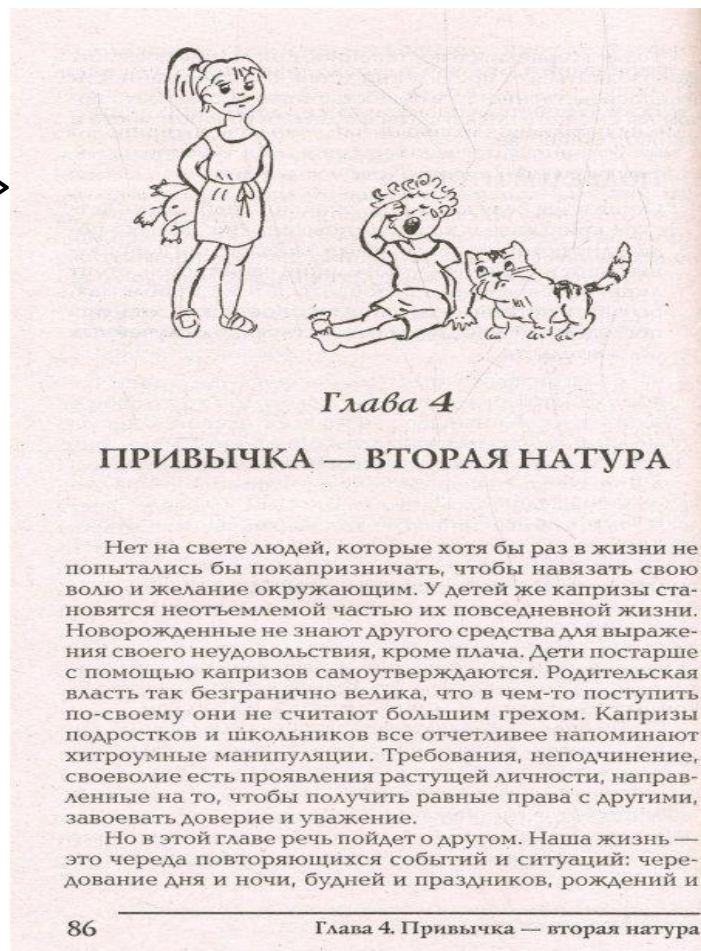 Глава 4
ПРИВЫЧКА — ВТОРАЯ НАТУРА
Нет на свете людей, которые хотя бы раз в жизни не
попытались бы покапризничать, чтобы навязать свою
волю и желание окружающим. У детей же капризы ста-
новятся неотъемлемой частью их повседневной жизни.
Новорожденные не знают другого средства для выраже-
ния своего неудовольствия, кроме плача. Дети постарше
с помощью капризов самоутверждаются. Родительская
власть так безгранично велика, что в чем-то поступить
по-своему они не считают большим грехом. Капризы
подростков и школьников все отчетливее напоминают
хитроумные манипуляции. Требования, неподчинение,
своеволие есть проявления растущей личности, направ-
ленные на то, чтобы получить равные права с другими,
завоевать доверие и уважение.
Но в этой главе речь пойдет о другом. Наша жизнь —
это череда повторяющихся событий и ситуаций: чере-
дование дня и ночи, будней и праздников, рождений и
86 Глава 4. Привычка — вторая натура